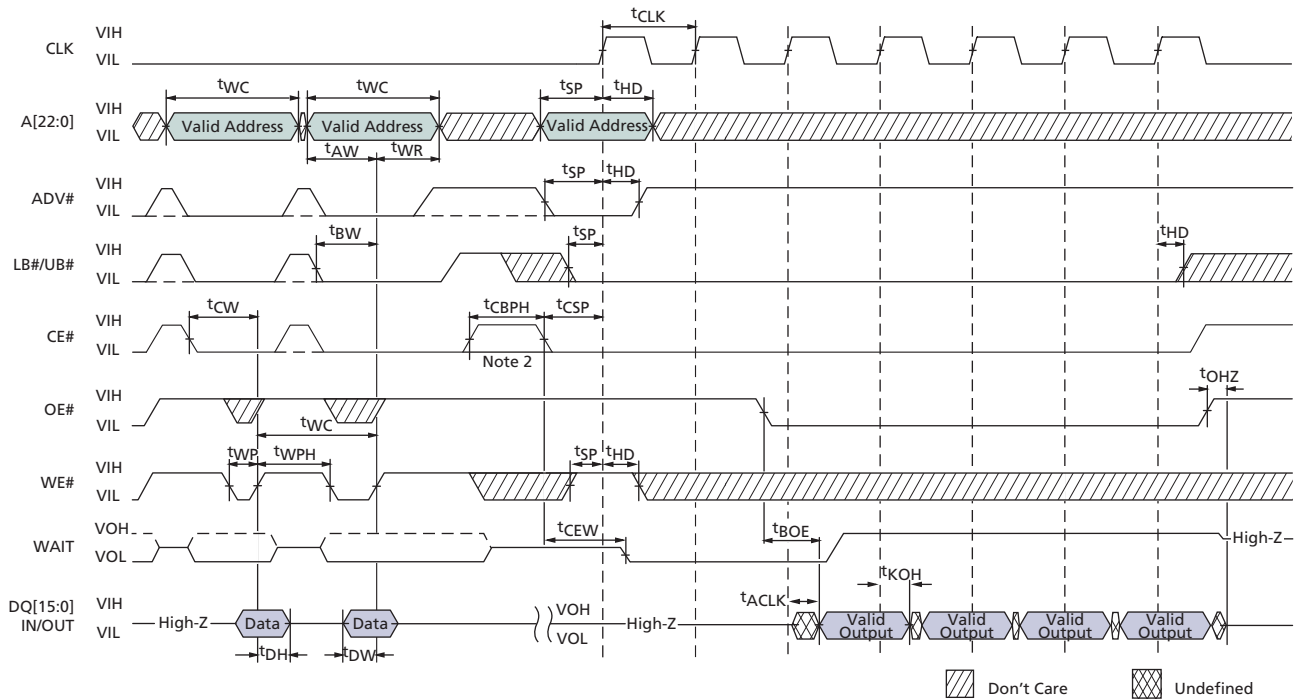 tCLK
CLK
VIH
VIL
tWC
tWC
tSP
tHD
A[22:0]
VIH
VIL
Valid Address
Valid Address
Valid Address
tAW
tWR
tSP
tHD
ADV#
VIH
VIL
tBW
tSP
tHD
LB#/UB#
VIH
VIL
tCW
tCBPH
tCSP
CE#
VIH
VIL
Note 2
tOHZ
OE#
VIH
VIL
tWC
tWP
tWPH
tSP
tHD
WE#
VIH
VIL
tCEW
tBOE
WAIT
VOH
VOL
High-Z
tKOH
tACLK
DQ[15:0]
IN/OUT
VIH
VIL
High-Z
Data
Data
VOH
VOL
High-Z
Valid
Output
Valid
Output
Valid
Output
Valid
Output
tDH
tDW
Don't Care
Undefined